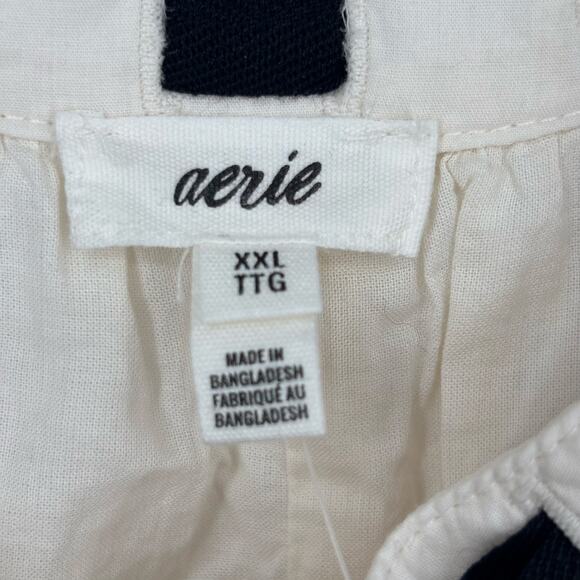 aerie
XXL
TTG
MADE IN
BANGLADESH
FABRIQUÉ AU
BANGLADESH